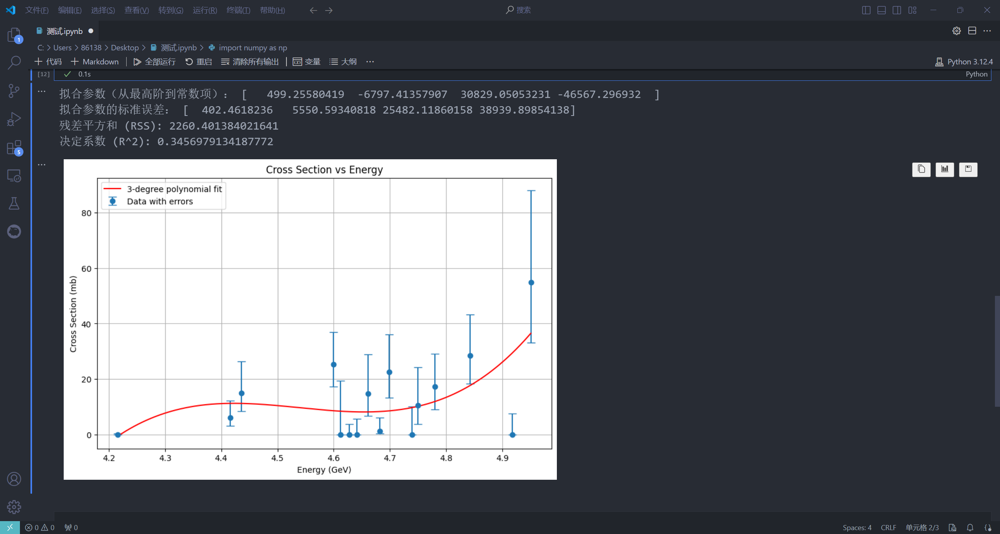 文件(F) 编辑(E) 选择(S) 查看(V) 转到(G) 运行(R) 终端(T) 帮助(H) 搜索
测试.ipynb
C: > Users > 86138 > Desktop > 测试.ipynb > import numpy as np
代码 Markdown 全部运行 重启 清除所有输出 变量 大纲 ... Python 3.12.4
[12] 0.1s Python
拟合参数（从最高阶到常数项）： [ 499.25580419 -6797.41357907 30829.05053231 -46567.296932 ]
拟合参数的标准误差： [ 402.4618236 5550.59340818 25482.11860158 38939.89854138]
残差平方和 (RSS): 2260.401384021641
决定系数 (R^2): 0.3456979134187772
Cross Section vs Energy
3-degree polynomial fit
Data with errors
80
60
40
20
0
Cross Section (mb)
4.2 4.3 4.4 4.5 4.6 4.7 4.8 4.9
Energy (GeV)
1
5
0 0 0 Spaces: 4 CRLF 单元格 2/3